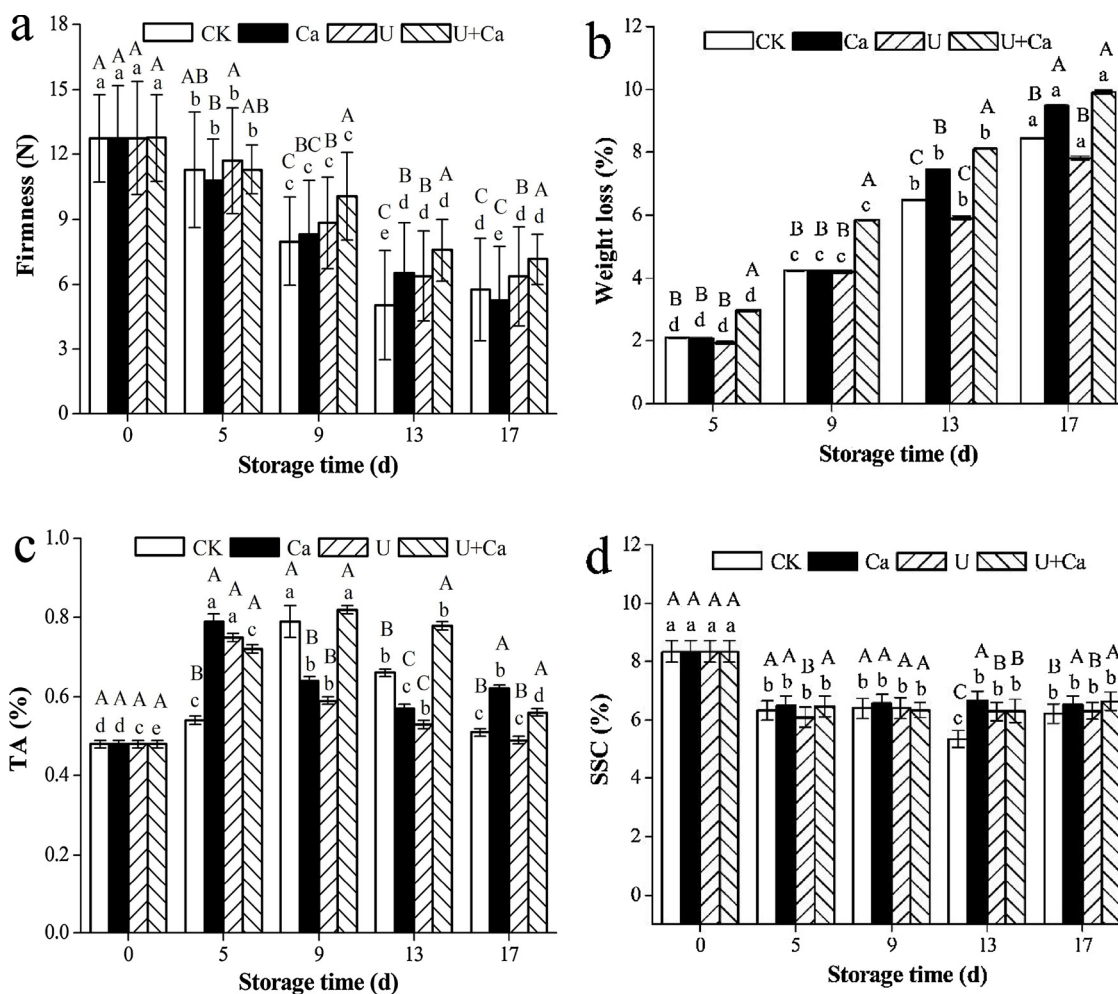 a
CK Ca U U+Ca
Firmness (N)
18
15
12
9
6
3
0
A A A A
a a a a
AB B A AB
b b b b
C BC B A
c c c c
C B B A
e d d d
C C B A
d e d d
0 5 9 13 17
Storage time (d)
b
CK Ca U U+Ca
Weight loss (%)
12
10
8
6
4
2
0
B B B A
d d d d
B B B A
c c c c
C B C A
b b b b
B A B A
a a a a
5 9 13 17
Storage time (d)
c
CK Ca U U+Ca
TA (%)
1.0
0.8
0.6
0.4
0.2
0.0
A A A A
d d c e
B A A A
c a a c
A B B A
a b b a
B C C A
b c b b
C A B A
c b c d
0 5 9 13 17
Storage time (d)
d
CK Ca U U+Ca
SSC (%)
12
10
8
6
4
2
0
A A A A
a a a a
A A B A
b b b b
A A A A
b b b b
C A B B
c b b b
B A B A
b b b b
0 5 9 13 17
Storage time (d)